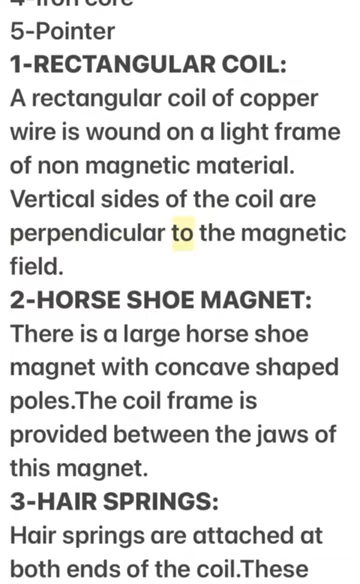 4-Iron core
5-Pointer
1-RECTANGULAR COIL:
A rectangular coil of copper
wire is wound on a light frame
of non magnetic material.
Vertical sides of the coil are
perpendicular to the magnetic
field.
2-HORSE SHOE MAGNET:
There is a large horse shoe
magnet with concave shaped
poles.The coil frame is
provided between the jaws of
this magnet.
3-HAIR SPRINGS:
Hair springs are attached at
both ends of the coil.These